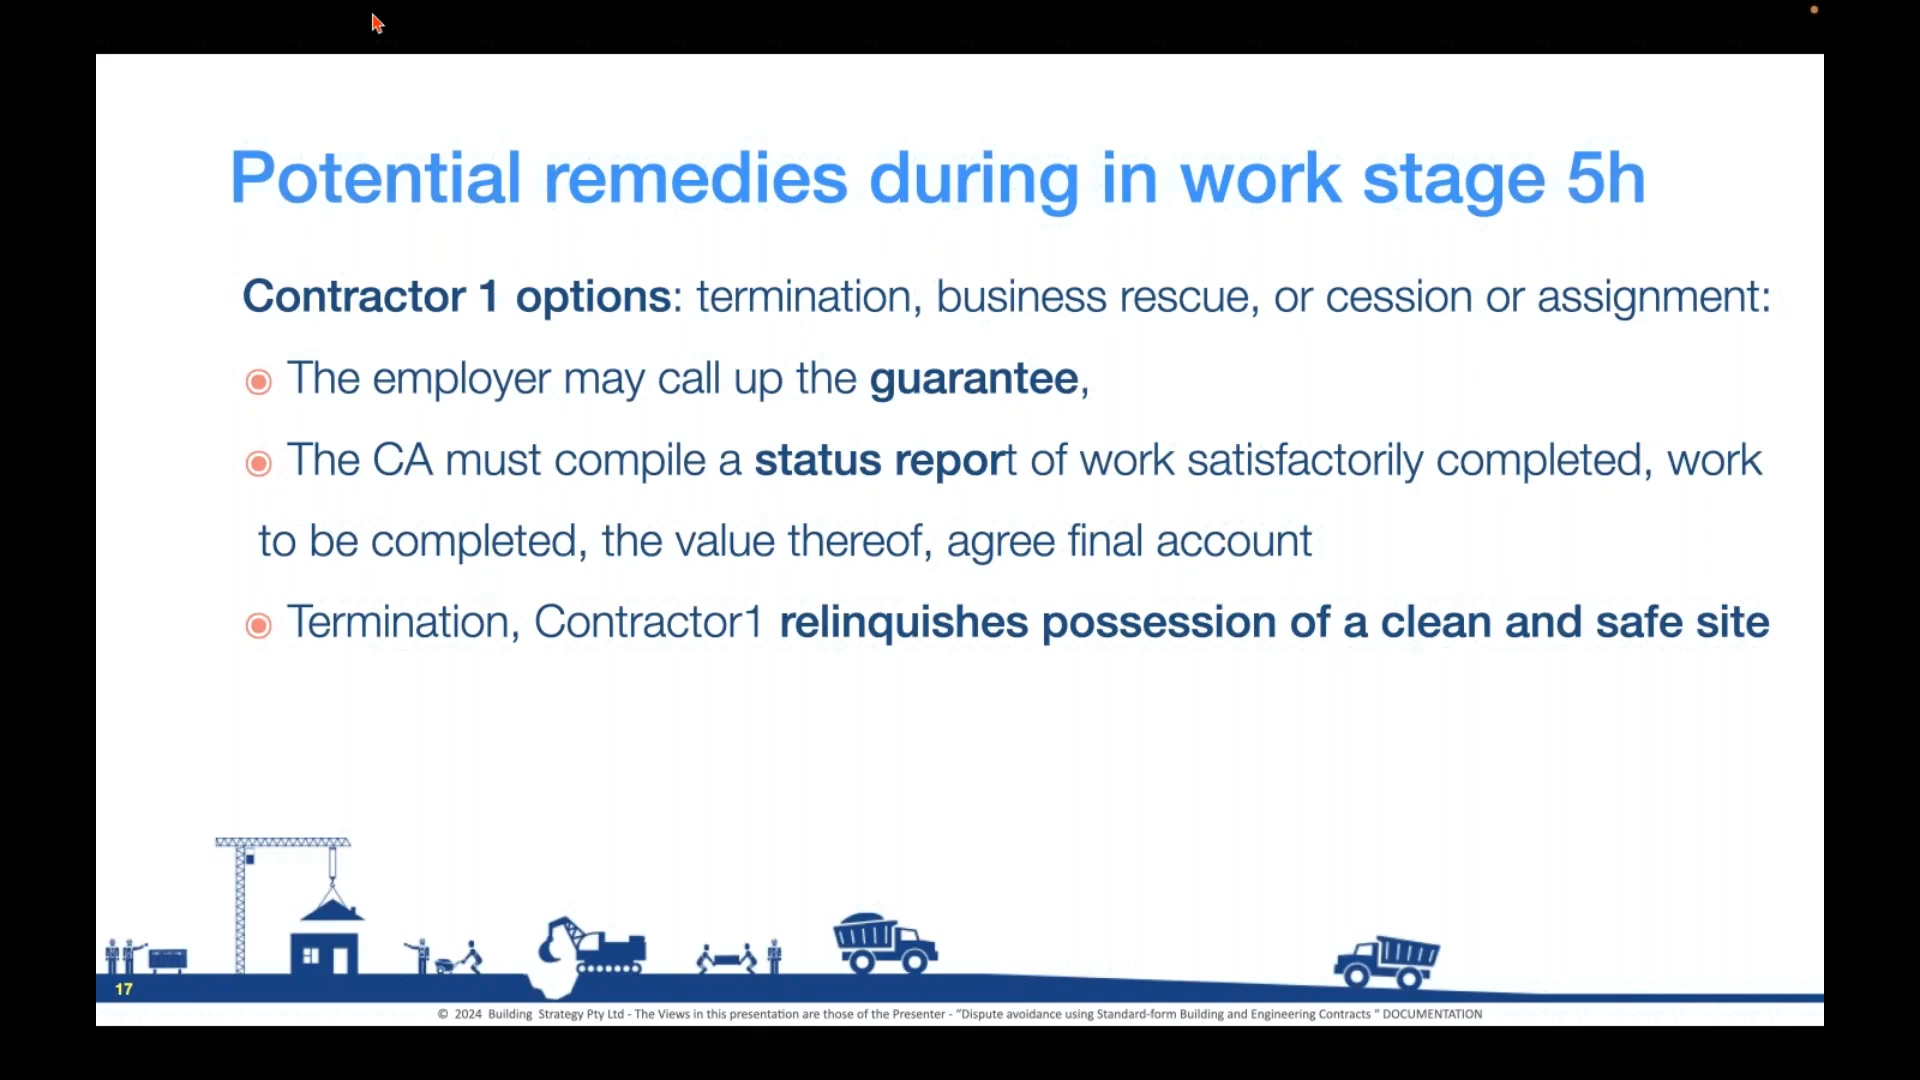 Potential remedies during in work stage 5h
Contractor 1 options: termination, business rescue, or cession or assignment:
The employer may call up the guarantee,
The CA must compile a status report of work satisfactorily completed, work
to be completed, the value thereof, agree final account
Termination, Contractor1 relinquishes possession of a clean and safe site
17
© 2024 Building Strategy Pty Ltd - The Views in this presentation are those of the Presenter - "Dispute avoidance using Standard-form Building and Engineering Contracts " DOCUMENTATION